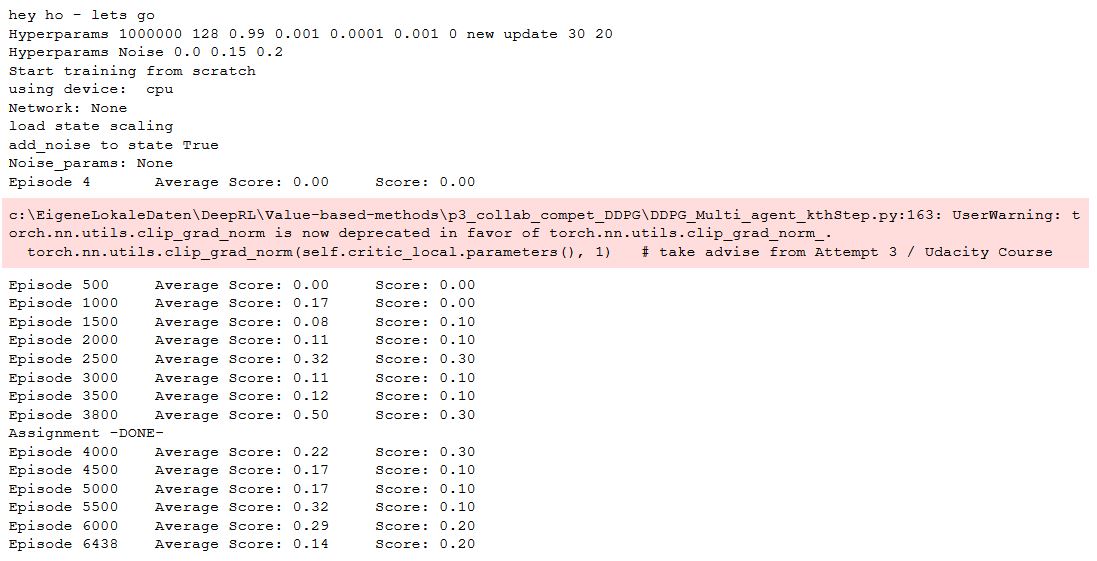 hey ho - lets go
Hyperparams 1000000 128 0.99 0.001 0.0001 0.001 0 new update 30 20
Hyperparams Noise 0.0 0.15 0.2
Start training from scratch
using device:  cpu
Network: None
load state scaling
add_noise to state True
Noise_params: None
Episode 4	Average Score: 0.00	Score: 0.00
c:\EigeneLokaleDaten\DeepRL\Value-based-methods\p3_collab_compet_DDPG\DDPG_Multi_agent_kthStep.py:163: UserWarning: t
orch.nn.utils.clip_grad_norm is now deprecated in favor of torch.nn.utils.clip_grad_norm_.
  torch.nn.utils.clip_grad_norm(self.critic_local.parameters(), 1)   # take advise from Attempt 3 / Udacity Course
Episode 500	Average Score: 0.00	Score: 0.00
Episode 1000	Average Score: 0.17	Score: 0.00
Episode 1500	Average Score: 0.08	Score: 0.10
Episode 2000	Average Score: 0.11	Score: 0.10
Episode 2500	Average Score: 0.32	Score: 0.30
Episode 3000	Average Score: 0.11	Score: 0.10
Episode 3500	Average Score: 0.12	Score: 0.10
Episode 3800	Average Score: 0.50	Score: 0.30
Assignment -DONE-
Episode 4000	Average Score: 0.22	Score: 0.30
Episode 4500	Average Score: 0.17	Score: 0.10
Episode 5000	Average Score: 0.17	Score: 0.10
Episode 5500	Average Score: 0.32	Score: 0.10
Episode 6000	Average Score: 0.29	Score: 0.20
Episode 6438	Average Score: 0.14	Score: 0.20